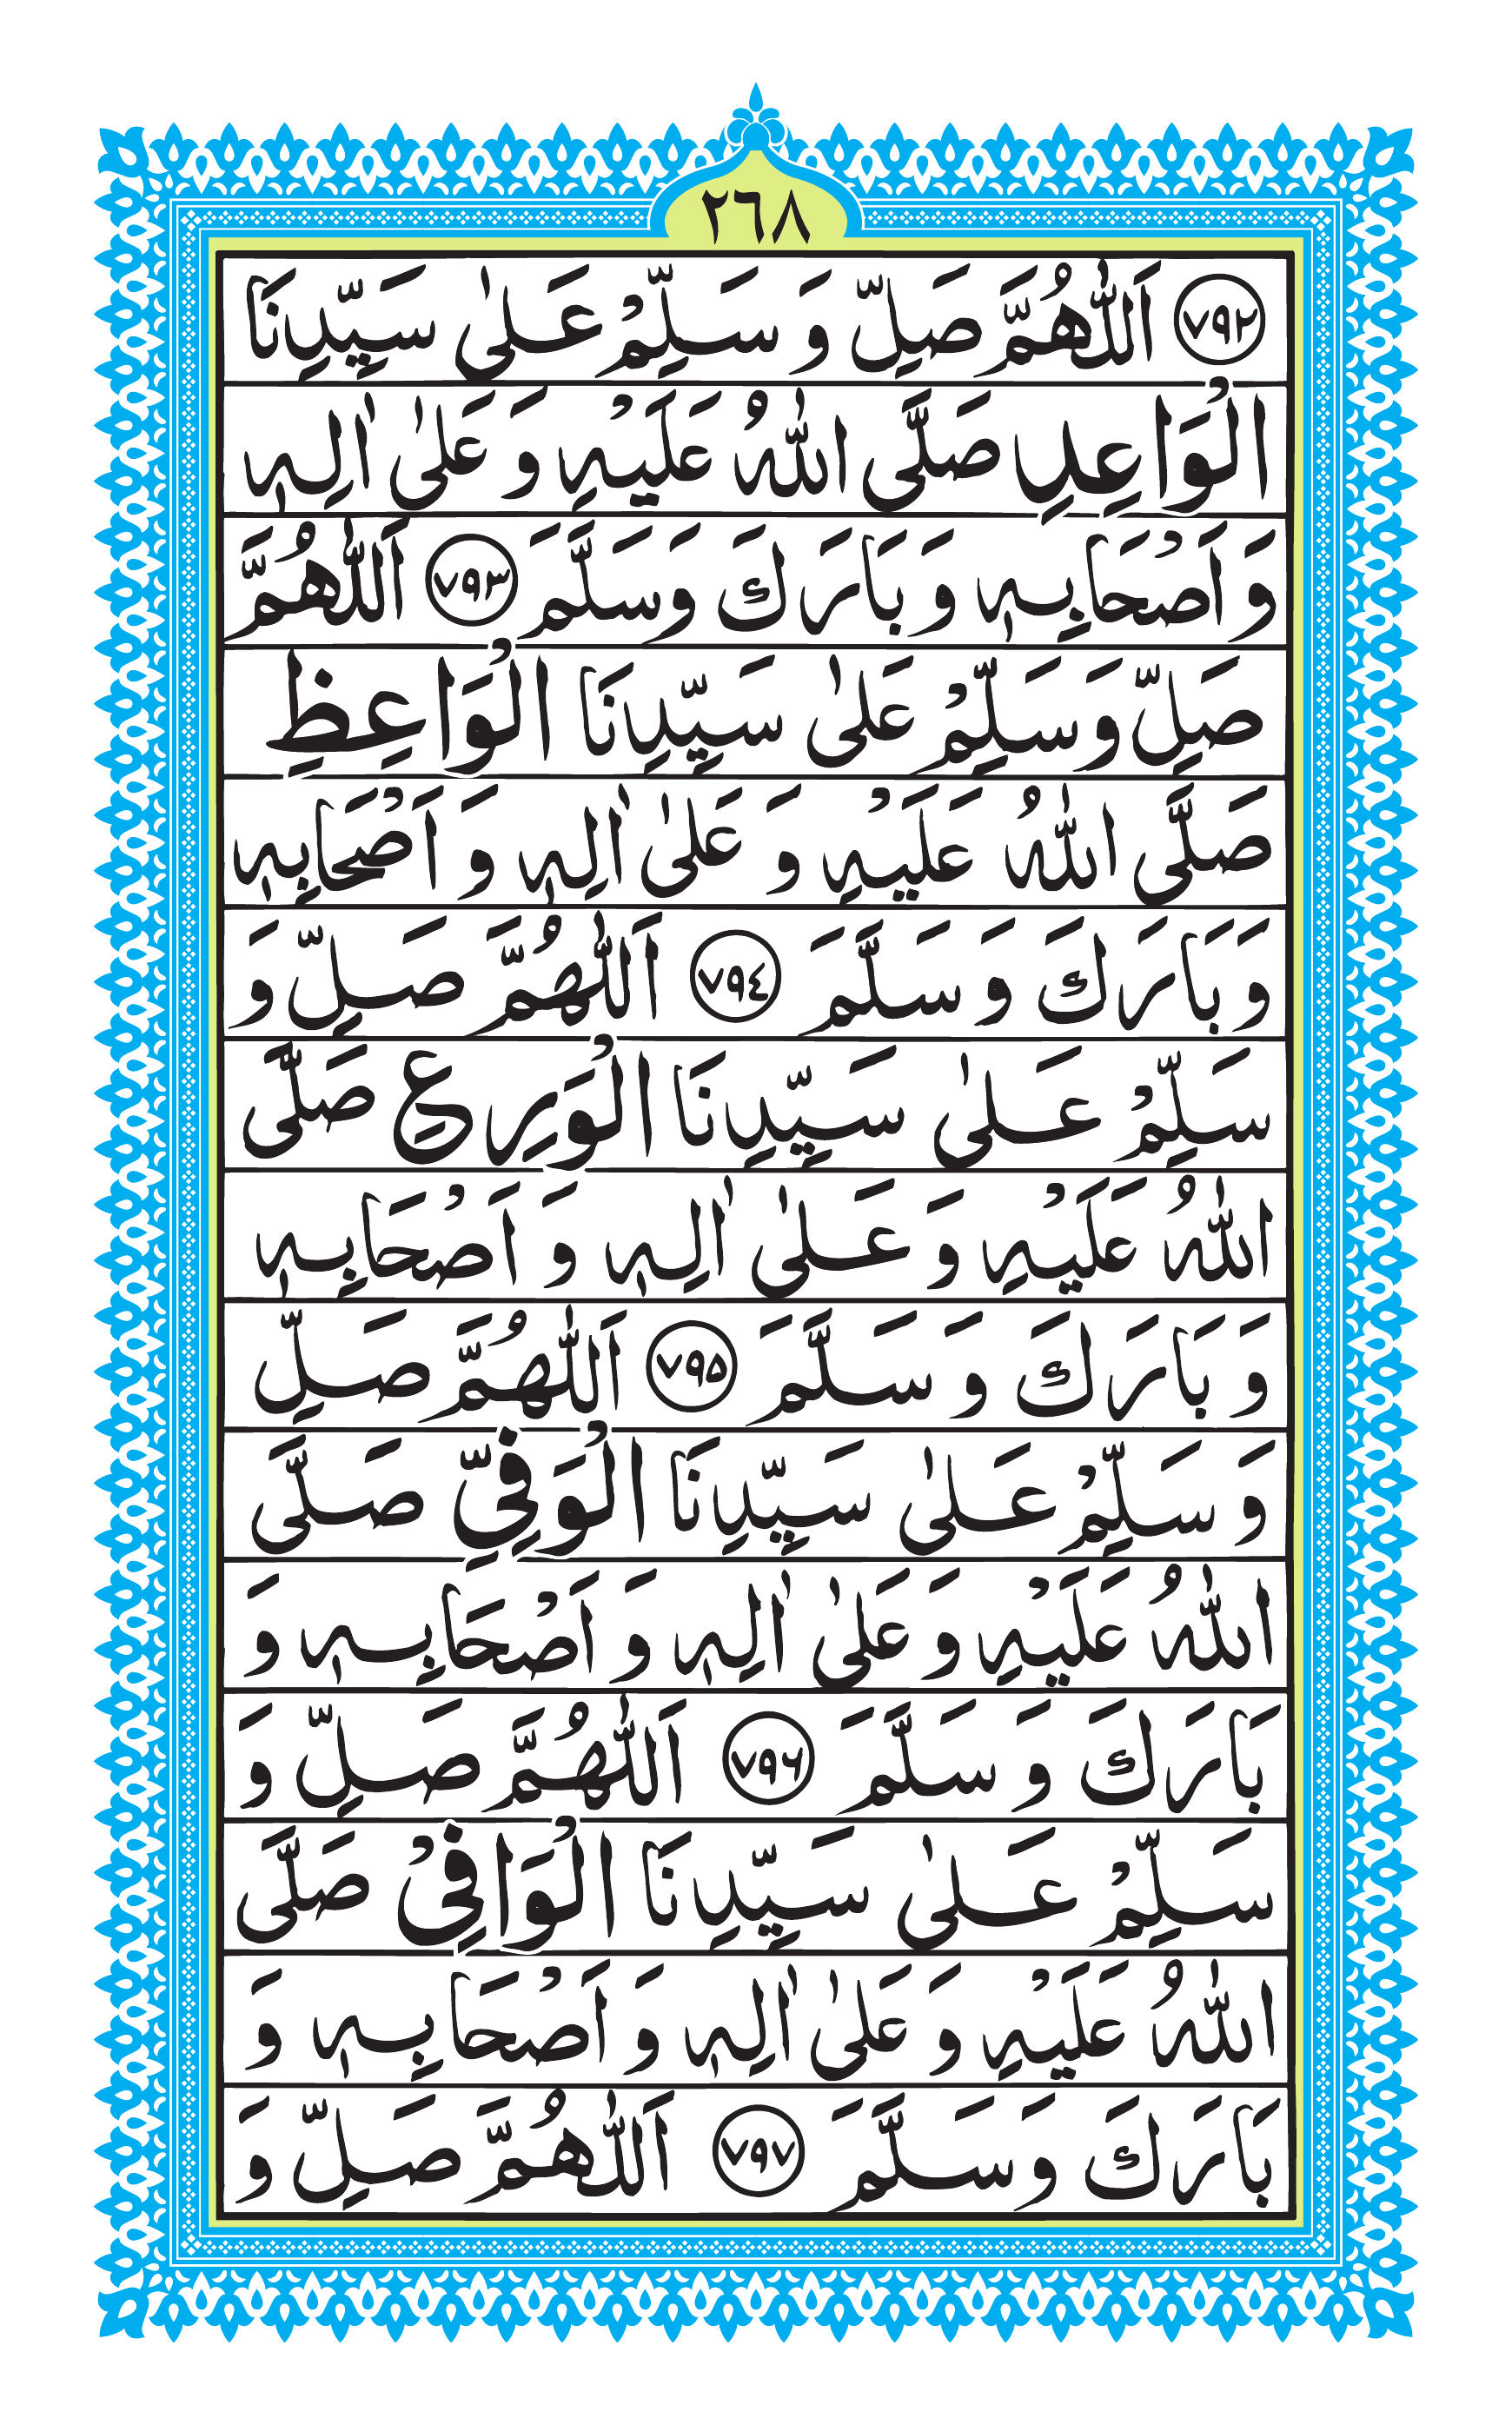 ٢٦٨
٧٩٢ اَللّٰهُمَّ صَلِّ وَ سَلِّمْ عَلٰى سَيِّدِنَا
الْوَاعِدِ صَلَّى اللّٰهُ عَلَيْهِ وَ عَلٰى اٰلِهٖ
وَ اَصْحَابِهٖ وَ بَارَكَ وَسَلَّمَ ٧٩٣ اَللّٰهُمَّ
صَلِّ وَسَلِّمْ عَلٰى سَيِّدِنَا الْوَاعِظِ
صَلَّى اللّٰهُ عَلَيْهِ وَ عَلٰى اٰلِهٖ وَ اَصْحَابِهٖ
وَبَارَكَ وَ سَلَّمَ ٧٩٤ اَللّٰهُمَّ صَلِّ وَ
سَلِّمْ عَلٰى سَيِّدِنَا الْوَرِعِ صَلَّى
اللّٰهُ عَلَيْهِ وَ عَلٰى اٰلِهٖ وَ اَصْحَابِهٖ
وَ بَارَكَ وَ سَلَّمَ ٧٩٥ اَللّٰهُمَّ صَلِّ
وَ سَلِّمْ عَلٰى سَيِّدِنَا الْوَفِيِّ صَلَّى
اللّٰهُ عَلَيْهِ وَ عَلٰى اٰلِهٖ وَ اَصْحَابِهٖ وَ
بَارَكَ وَ سَلَّمَ ٧٩٦ اَللّٰهُمَّ صَلِّ وَ
سَلِّمْ عَلٰى سَيِّدِنَا الْوَافِيْ صَلَّى
اللّٰهُ عَلَيْهِ وَ عَلٰى اٰلِهٖ وَ اَصْحَابِهٖ وَ
بَارَكَ وَسَلَّمَ ٧٩٧ اَللّٰهُمَّ صَلِّ وَ